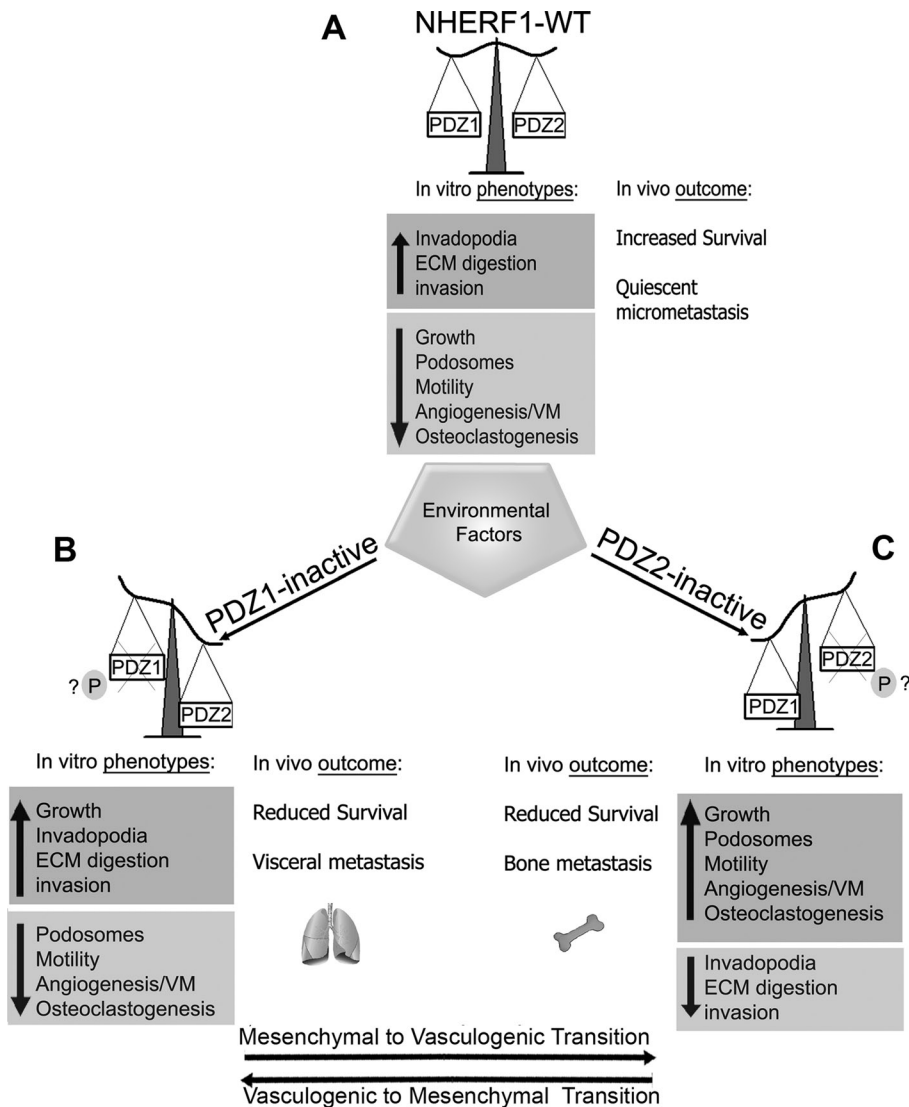 A
NHERF1-WT
PDZ1
PDZ2
In vitro phenotypes:
Invadopodia
ECM digestion
invasion
Growth
Podosomes
Motility
Angiogenesis/VM
Osteoclastogenesis
In vivo outcome:
Increased Survival
Quiescent
micrometastasis
Environmental
Factors
B
PDZ1-inactive
PDZ1
? P
PDZ2
In vitro phenotypes:
Growth
Invadopodia
ECM digestion
invasion
Podosomes
Motility
Angiogenesis/VM
Osteoclastogenesis
In vivo outcome:
Reduced Survival
Visceral metastasis
C
PDZ2-inactive
PDZ2
P ?
PDZ1
In vivo outcome:
Reduced Survival
Bone metastasis
In vitro phenotypes:
Growth
Podosomes
Motility
Angiogenesis/VM
Osteoclastogenesis
Invadopodia
ECM digestion
invasion
Mesenchymal to Vasculogenic Transition
Vasculogenic to Mesenchymal Transition